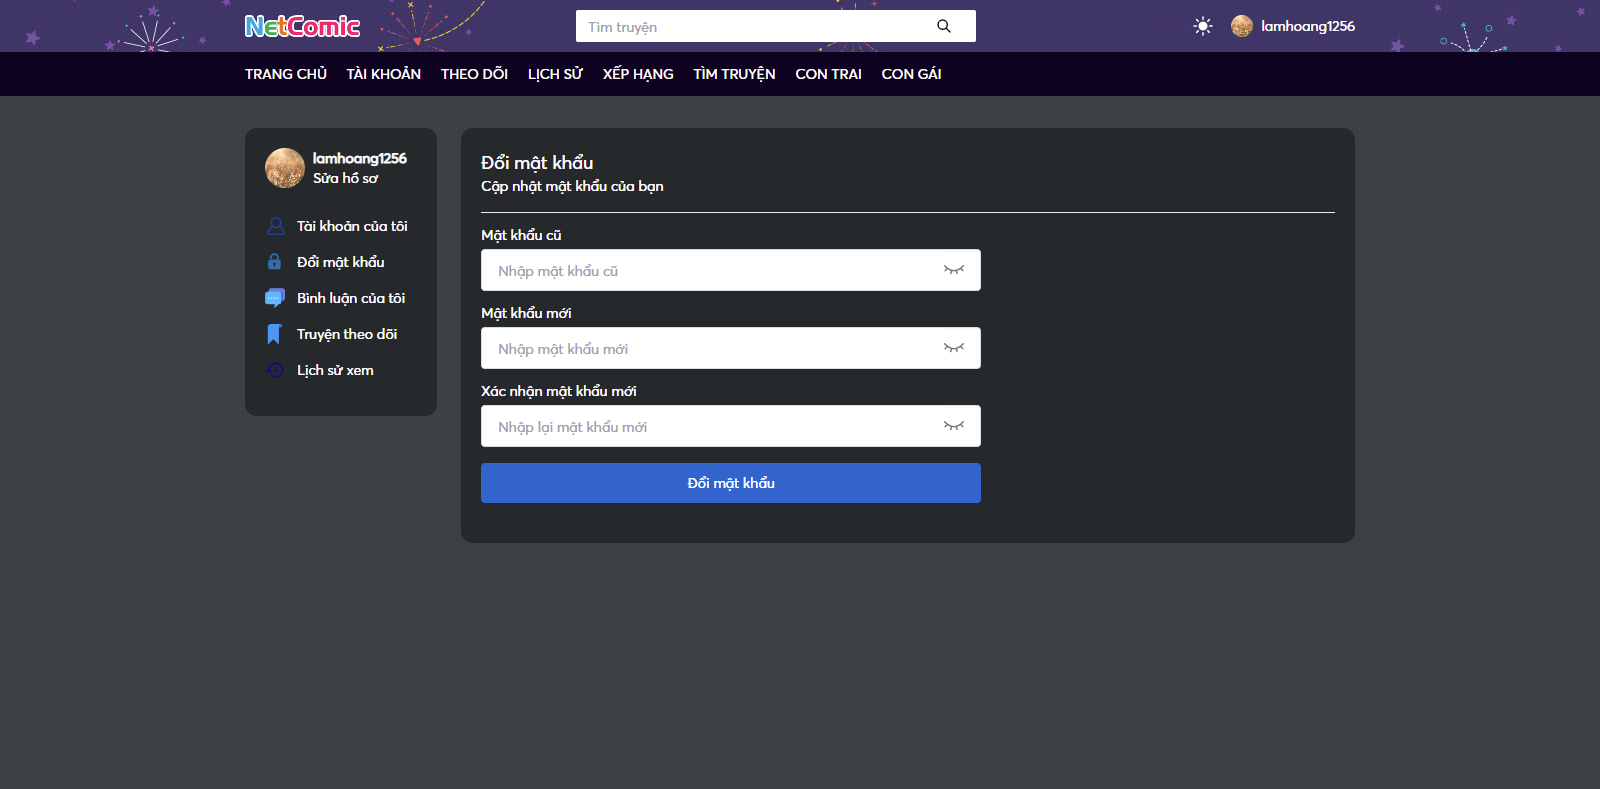 NetComic
Tìm truyện
lamhoang1256
TRANG CHỦ TÀI KHOẢN THEO DÕI LỊCH SỬ XẾP HẠNG TÌM TRUYỆN CON TRAI CON GÁI
lamhoang1256
Sửa hồ sơ
Tài khoản của tôi
Đổi mật khẩu
Bình luận của tôi
Truyện theo dõi
Lịch sử xem
Đổi mật khẩu
Cập nhật mật khẩu của bạn
Mật khẩu cũ
Nhập mật khẩu cũ
Mật khẩu mới
Nhập mật khẩu mới
Xác nhận mật khẩu mới
Nhập lại mật khẩu mới
Đổi mật khẩu